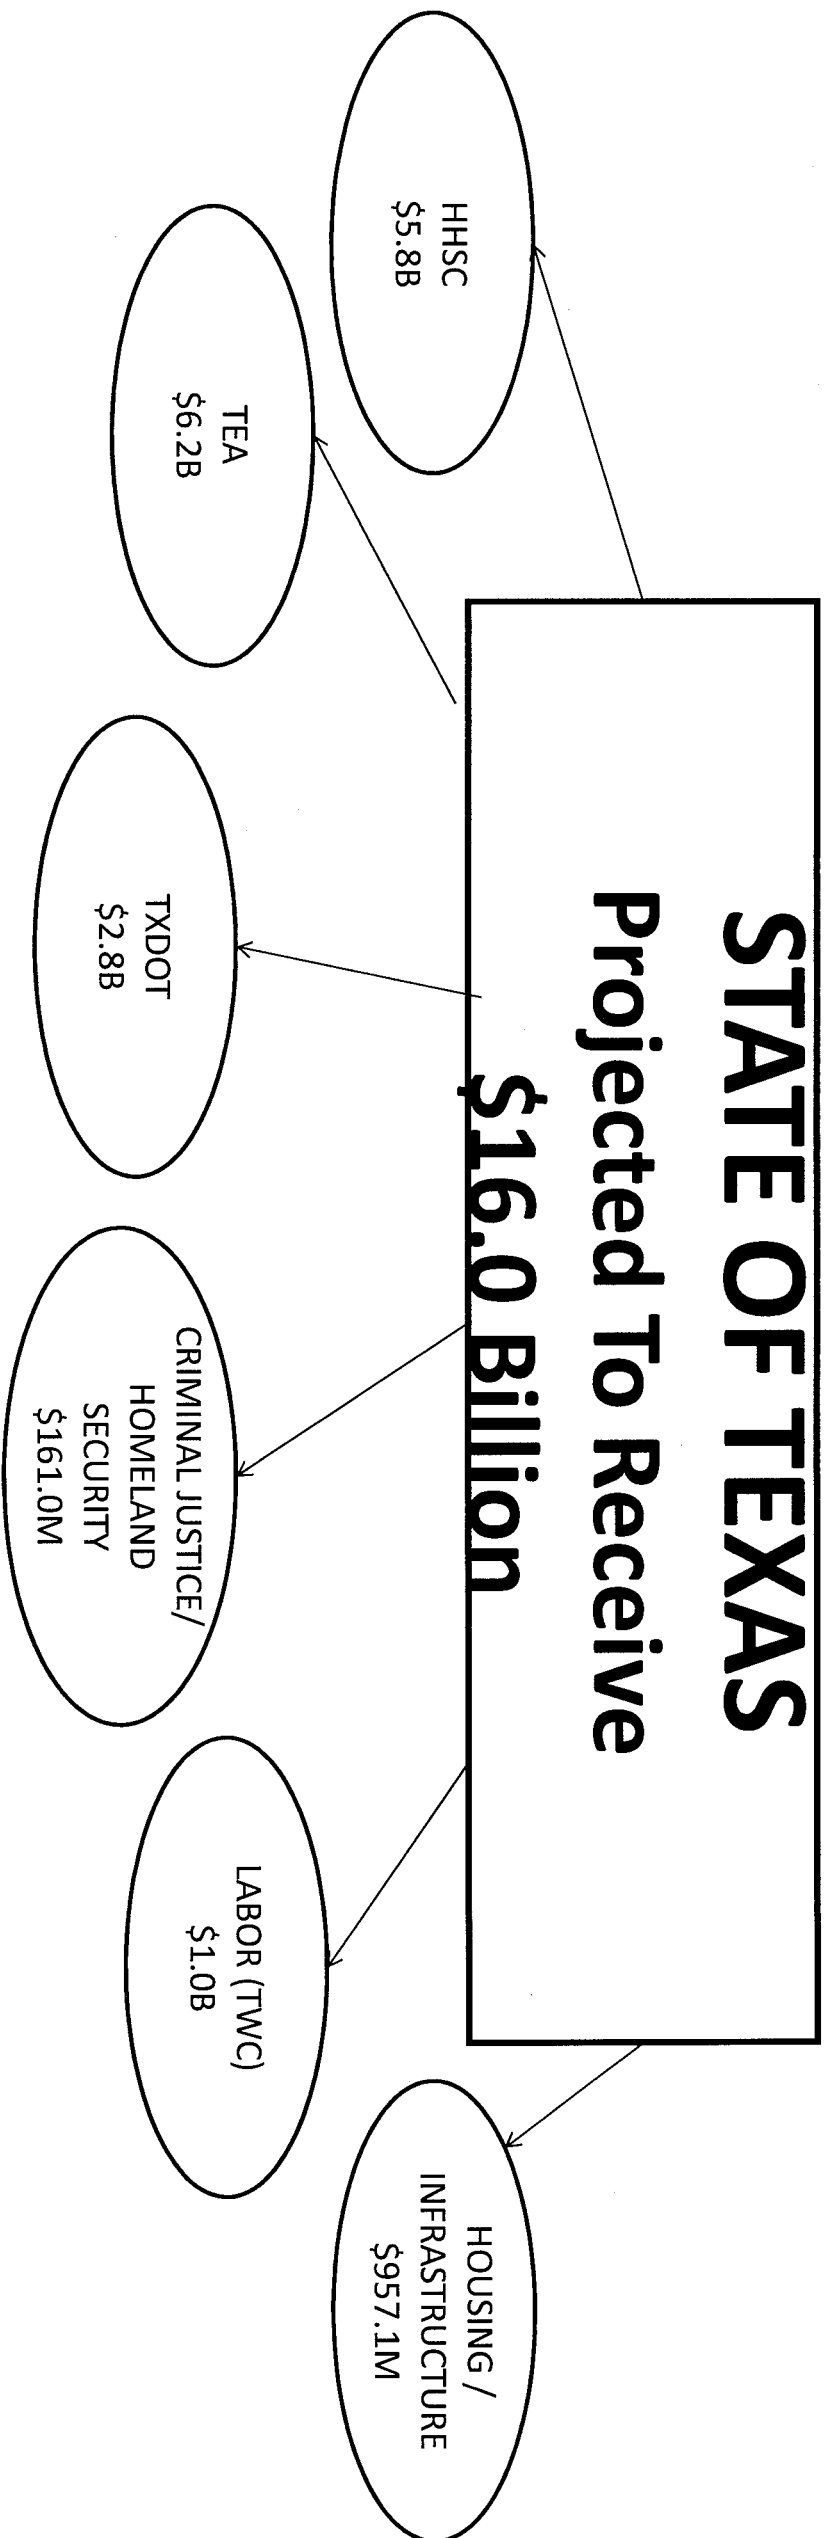 STATE OF TEXAS
Projected To Receive
$16.0 Billion
HHSC
$5.8B
TEA
$6.2B
TXDOT
$2.8B
CRIMINAL JUSTICE/
HOMELAND
SECURITY
$161.0M
LABOR (TWC)
$1.0B
HOUSING /
INFRASTRUCTURE
$957.1M